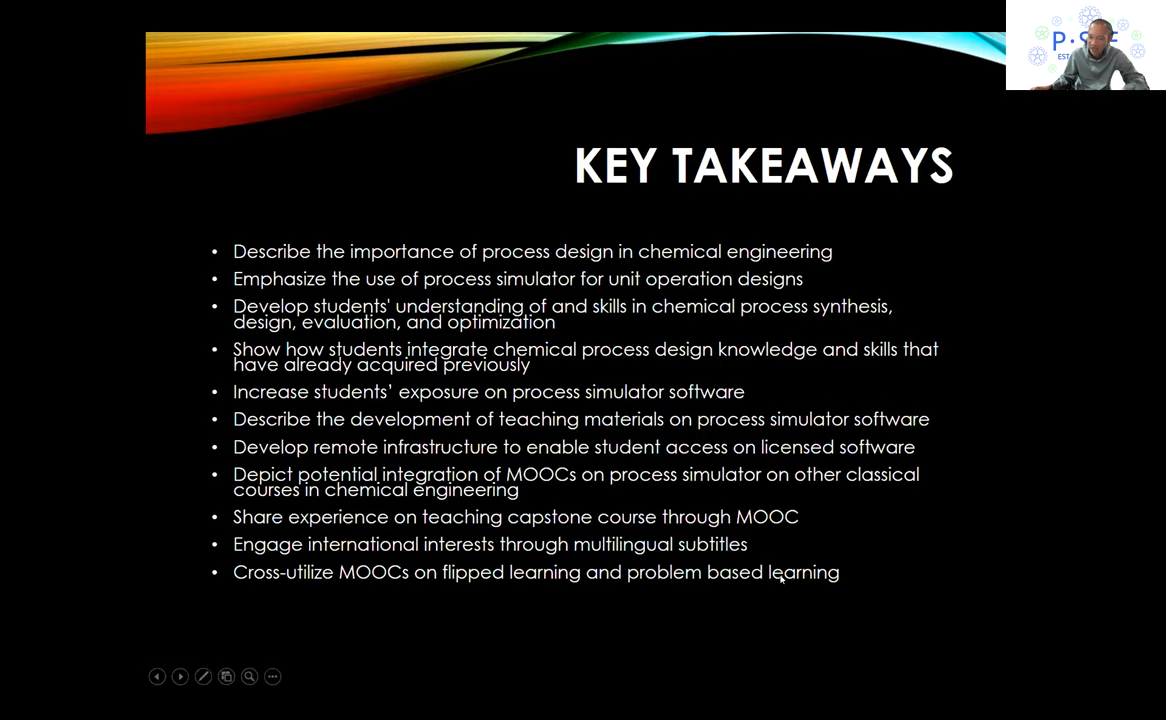 KEY TAKEAWAYS
• Describe the importance of process design in chemical engineering
• Emphasize the use of process simulator for unit operation designs
• Develop students' understanding of and skills in chemical process synthesis,
design, evaluation, and optimization
• Show how students integrate chemical process design knowledge and skills that
have already acquired previously
• Increase students’ exposure on process simulator software
• Describe the development of teaching materials on process simulator software
• Develop remote infrastructure to enable student access on licensed software
• Depict potential integration of MOOCs on process simulator on other classical
courses in chemical engineering
• Share experience on teaching capstone course through MOOC
• Engage international interests through multilingual subtitles
• Cross-utilize MOOCs on flipped learning and problem based learning